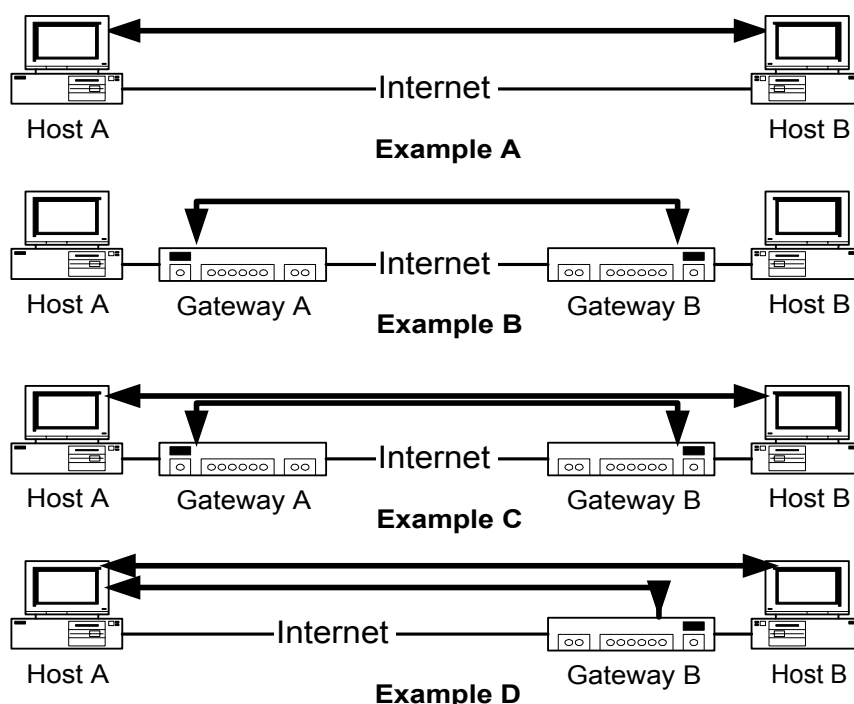 Internet
Host A
Host B
Example A
Internet
Host A
Gateway A
Gateway B
Host B
Example B
Internet
Host A
Gateway A
Gateway B
Host B
Example C
Internet
Host A
Gateway B
Host B
Example D